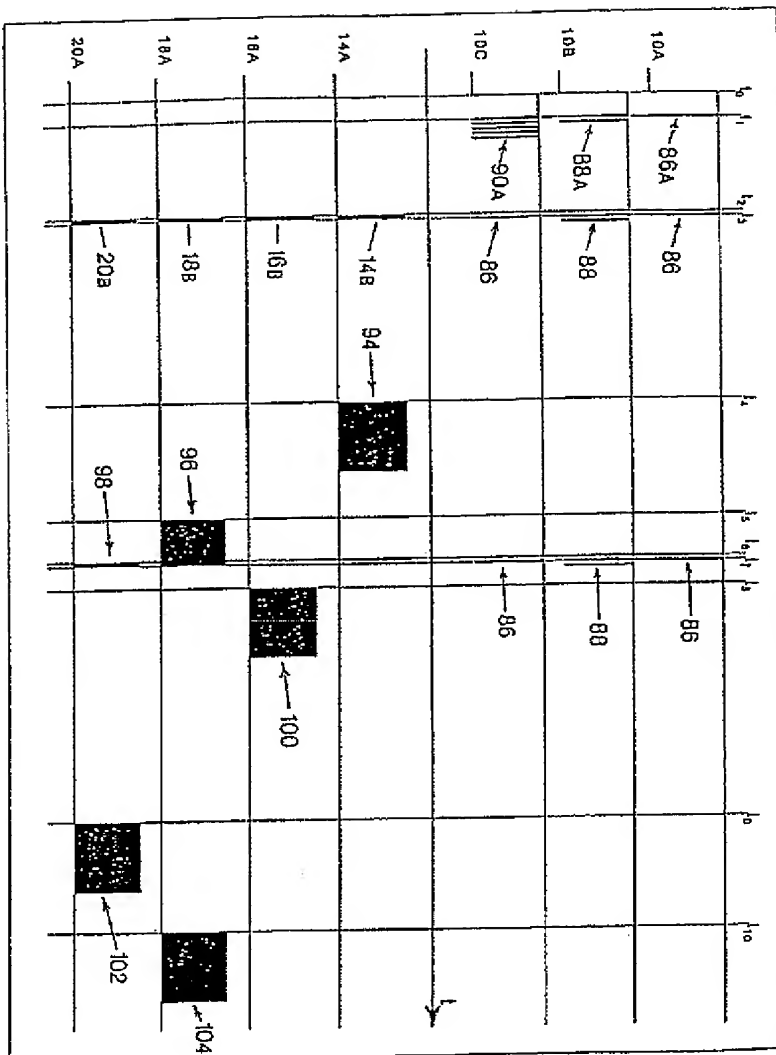 t0 t1 t2 t3 t4 t5 t6 t7 t8 t9 t10
10A 86A 86 86
10B 88A 88 88
10C 90A 86 86
t
14A 14B 94
16A 16B 100
18A 18B 96 104
20A 20a 98 102